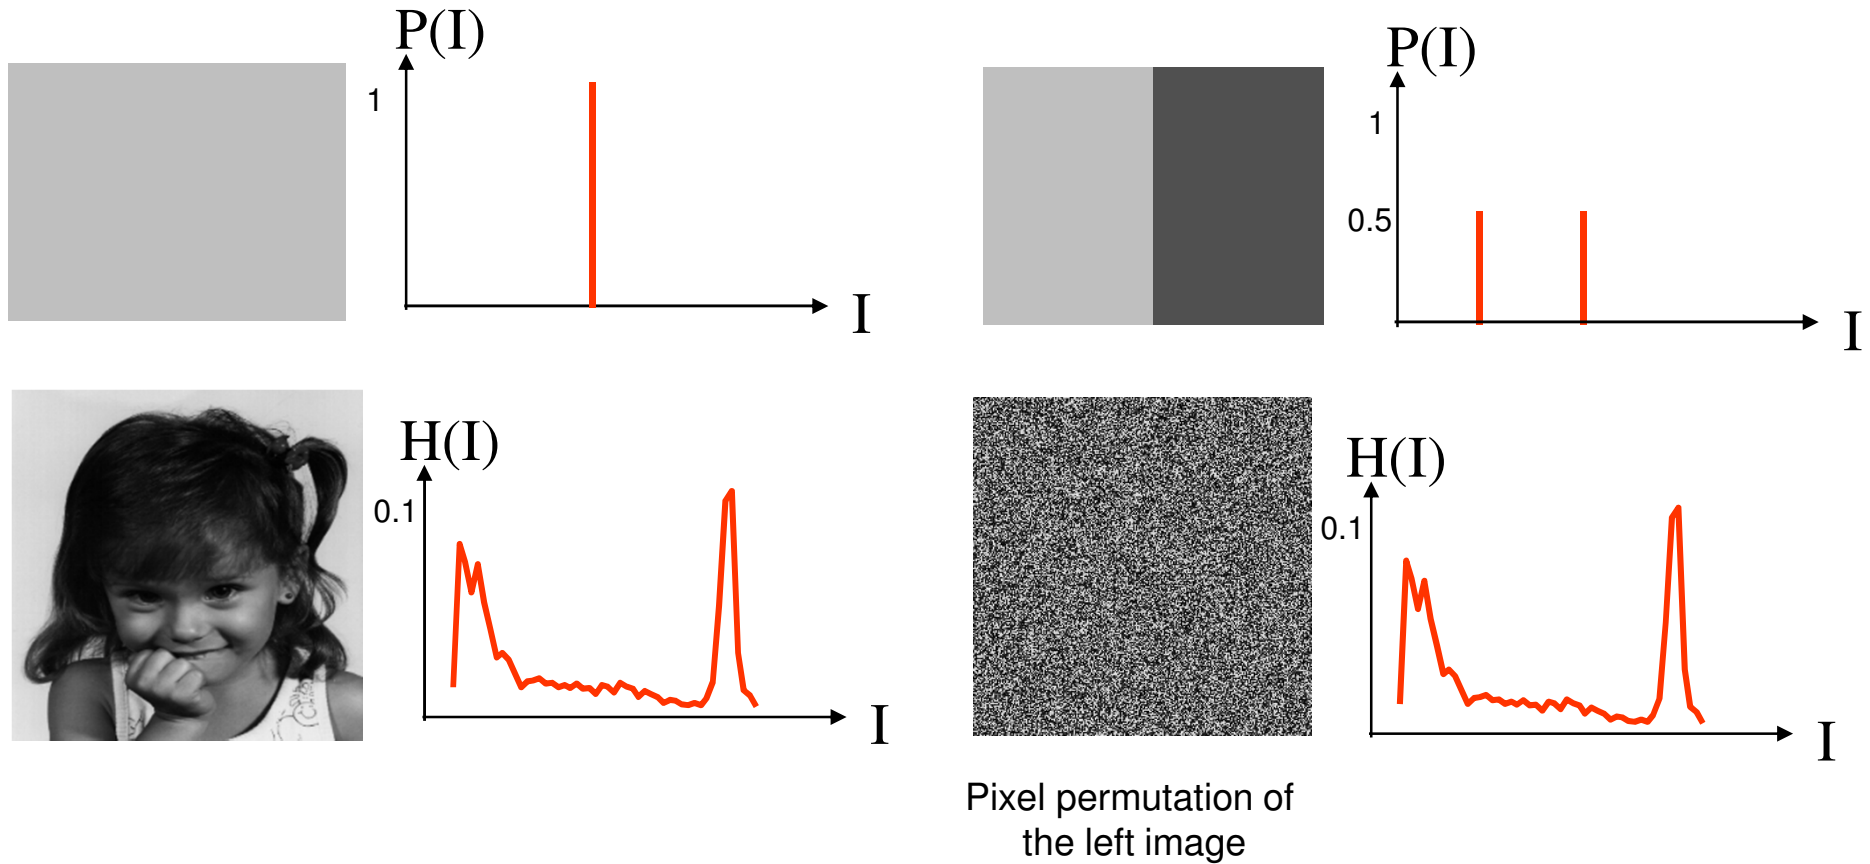 P(I)
1
I
P(I)
1
0.5
I
H(I)
0.1
I
H(I)
0.1
I
Pixel permutation of
the left image